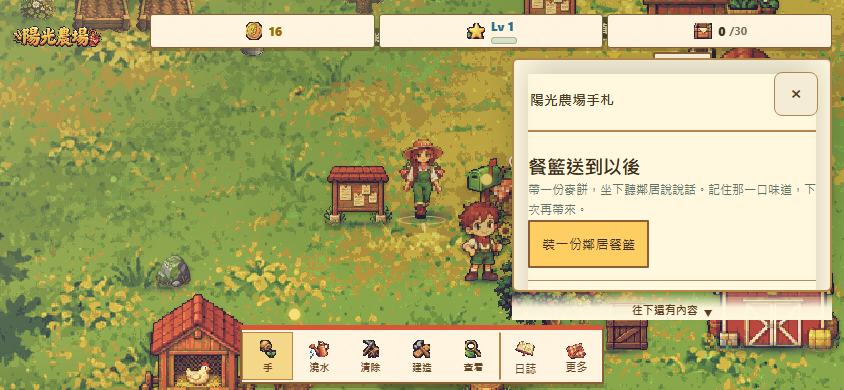 陽光農場
16
Lv 1
0 /30
陽光農場手札
×
餐籃送到以後
帶一份麥餅，坐下聽鄰居說說話。記住那一口味道，下
次再帶來。
裝一份鄰居餐籃
往下還有內容 ▼
手
澆水
清除
建造
查看
日誌
更多